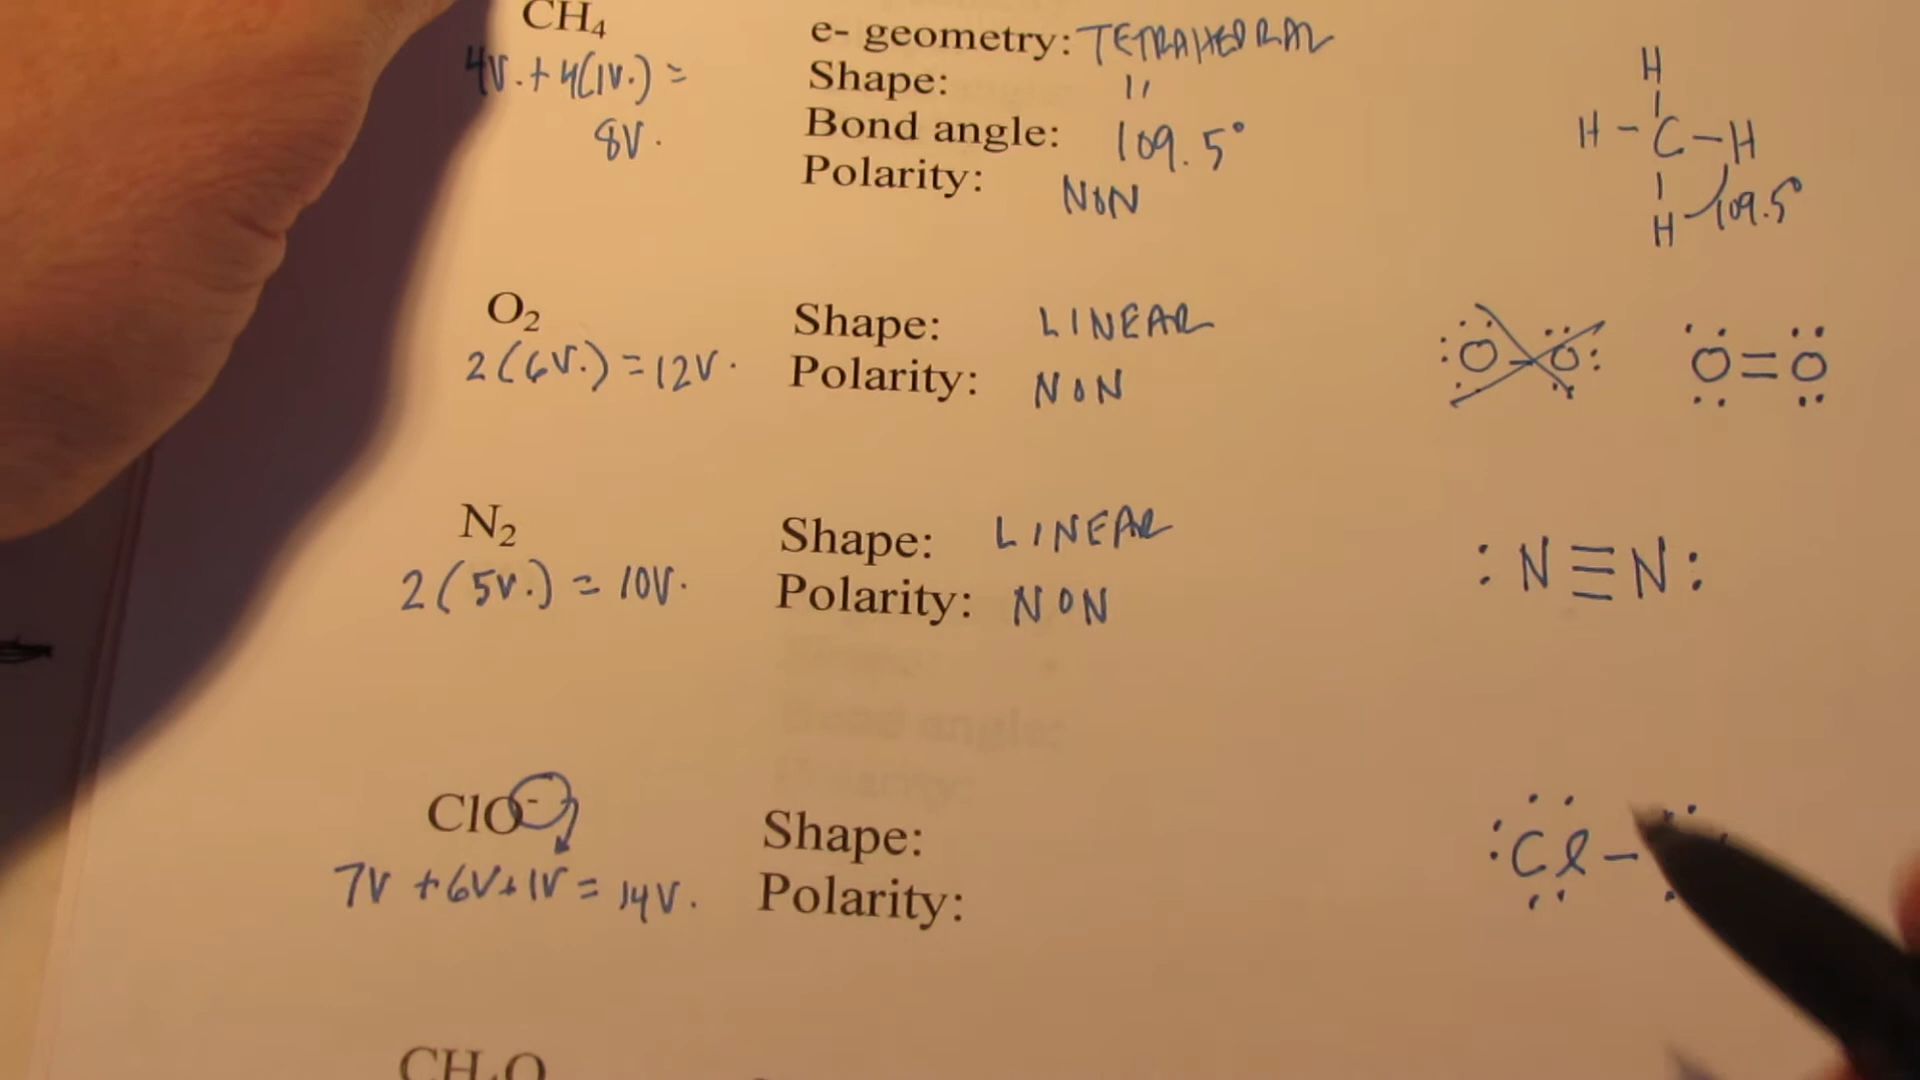 CH4
4V. + 4(1V.) =
8V.
e- geometry: TETRAHEDRAL
Shape: "
Bond angle: 109.5°
Polarity: NON
H
H - C - H
H 109.5°
O2
2(6V.) = 12V.
Shape: LINEAR
Polarity: NON
:O - O:
O = O
N2
2(5V.) = 10V.
Shape: LINEAR
Polarity: NON
:N≡N:
ClO-
7V + 6V + 1V = 14V.
Shape:
Polarity:
:Cl -